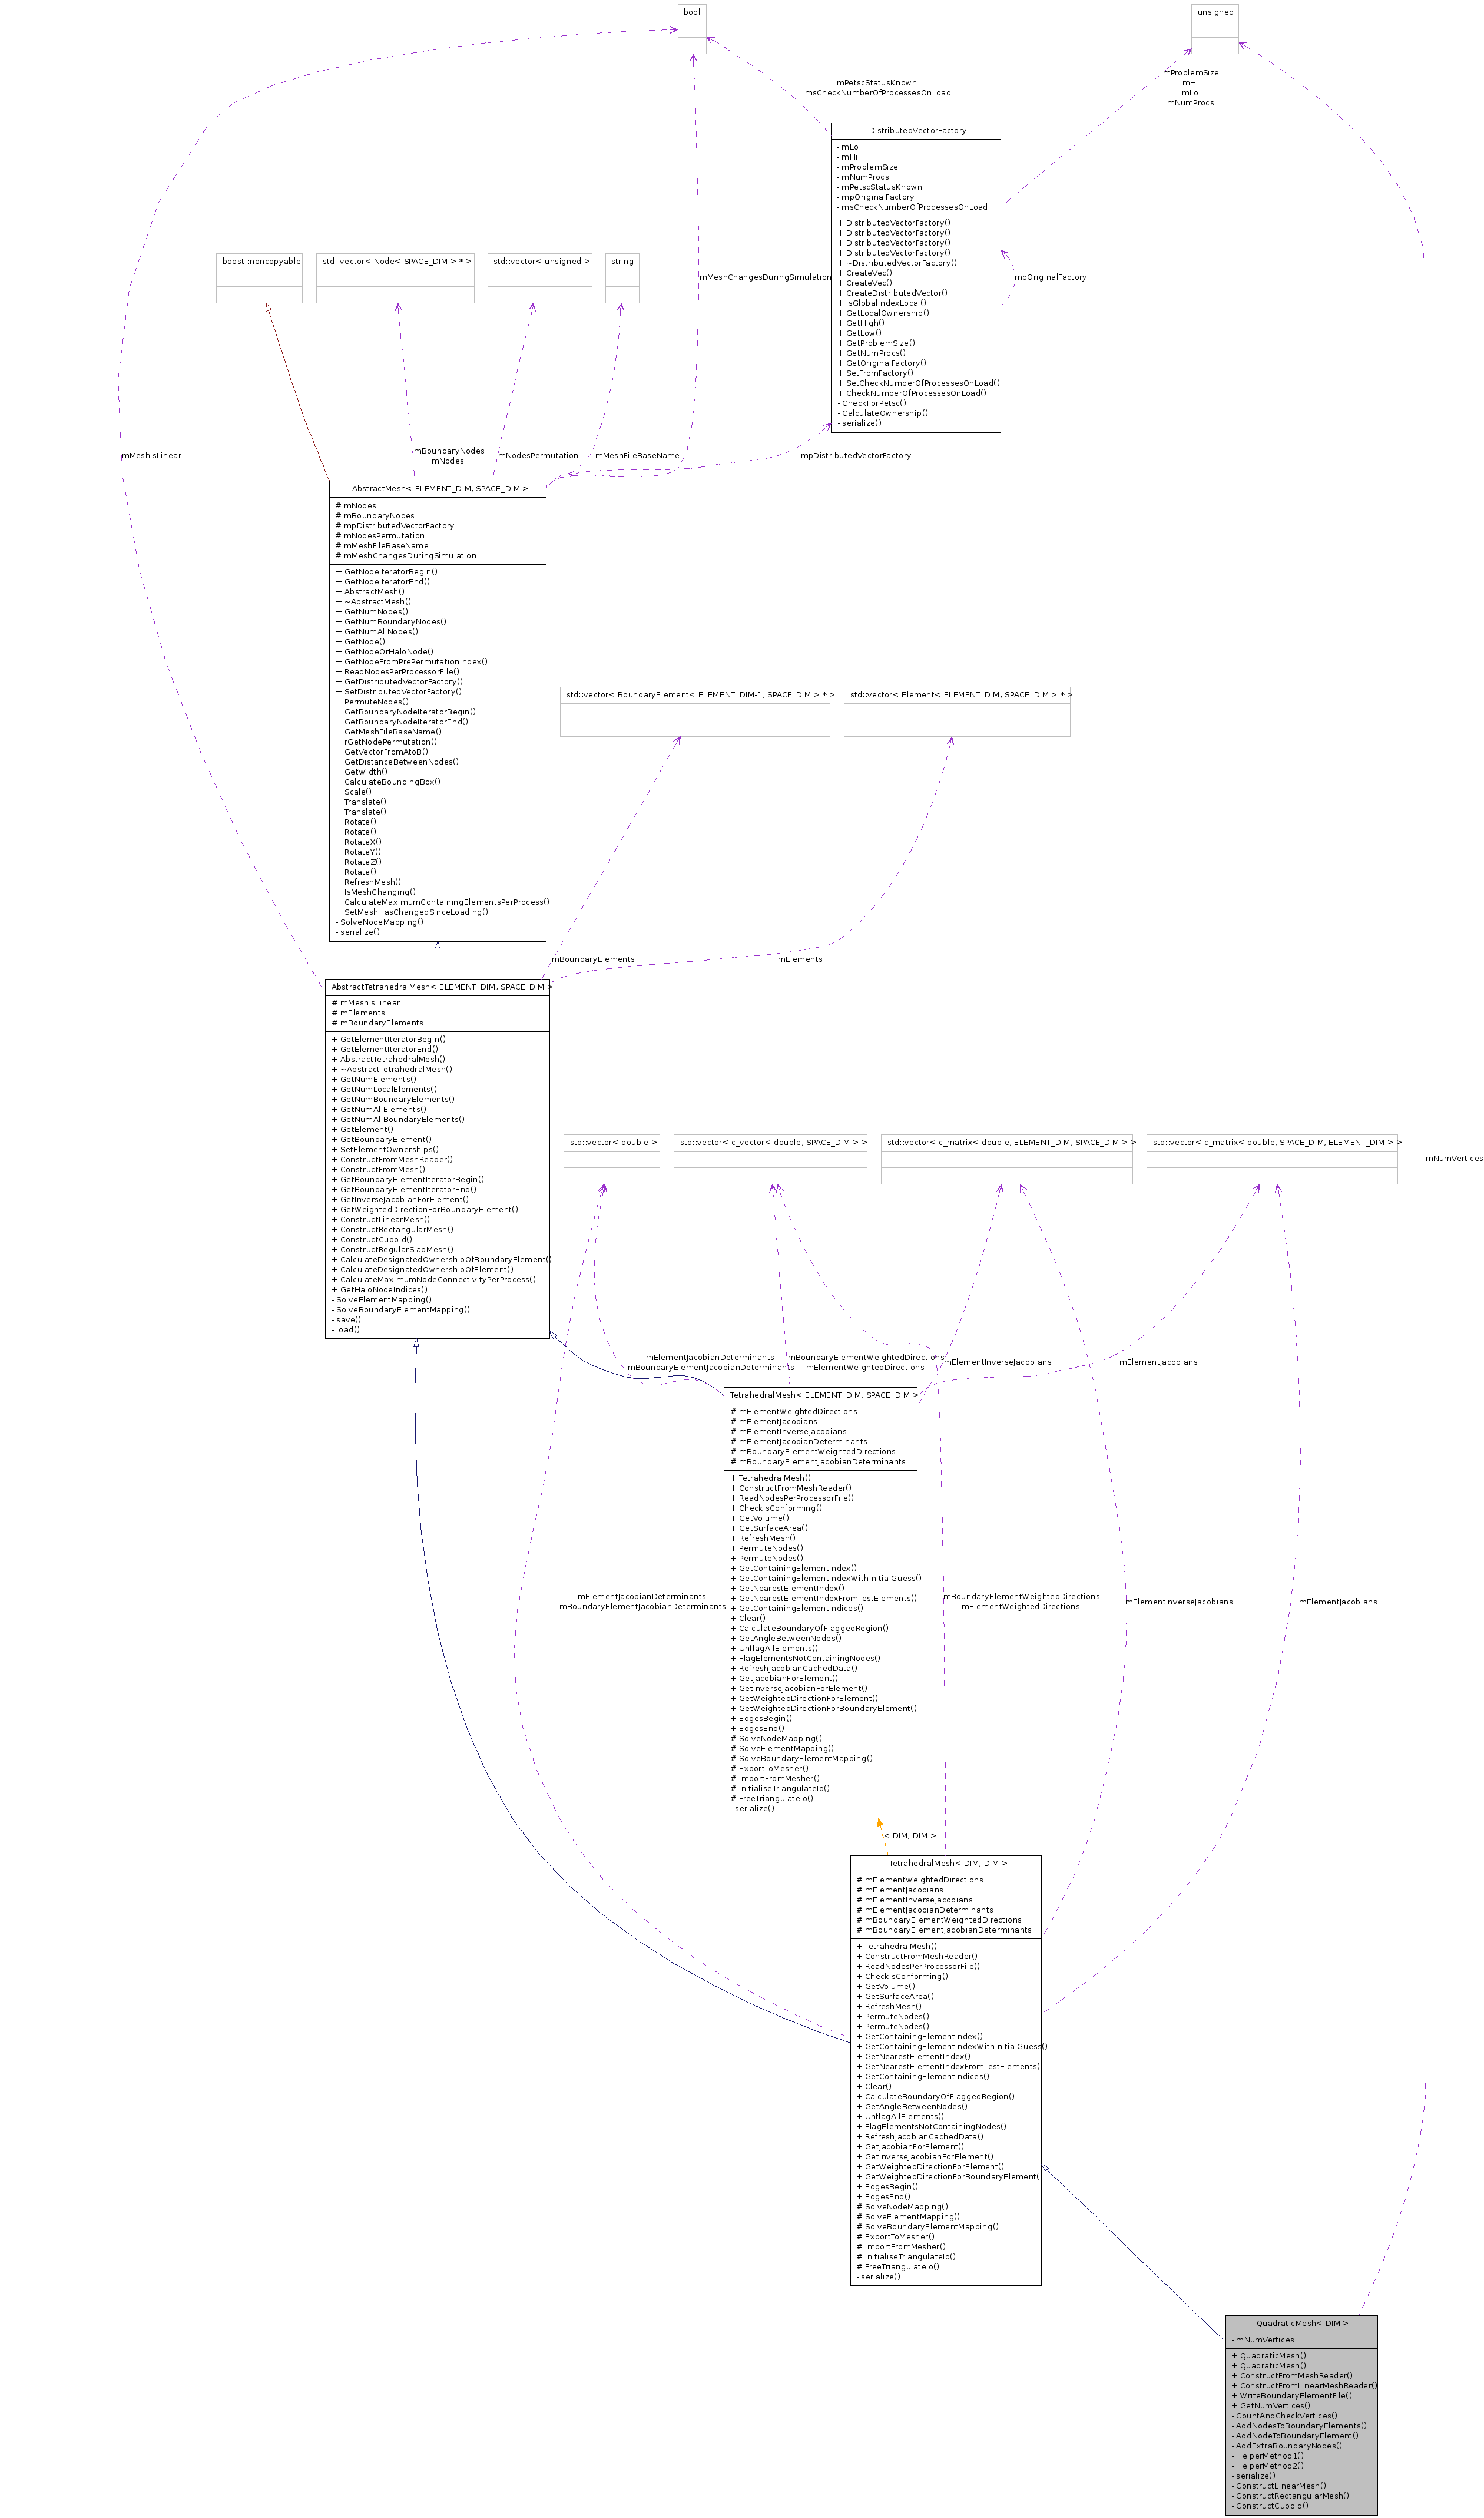 bool
unsigned
mPetscStatusKnown
msCheckNumberOfProcessesOnLoad
mProblemSize
mHi
mLo
mNumProcs
DistributedVectorFactory
- mLo
- mHi
- mProblemSize
- mNumProcs
- mPetscStatusKnown
- mpOriginalFactory
- msCheckNumberOfProcessesOnLoad
+ DistributedVectorFactory()
+ DistributedVectorFactory()
+ DistributedVectorFactory()
+ DistributedVectorFactory()
+ ~DistributedVectorFactory()
+ CreateVec()
+ CreateVec()
+ CreateDistributedVector()
+ IsGlobalIndexLocal()
+ GetLocalOwnership()
+ GetHigh()
+ GetLow()
+ GetProblemSize()
+ GetNumProcs()
+ GetOriginalFactory()
+ SetFromFactory()
+ SetCheckNumberOfProcessesOnLoad()
+ CheckNumberOfProcessesOnLoad()
- CheckForPetsc()
- CalculateOwnership()
- serialize()
boost::noncopyable
std::vector< Node< SPACE_DIM > * >
std::vector< unsigned >
string
mMeshChangesDuringSimulation
mpOriginalFactory
mMeshIsLinear
mBoundaryNodes
mNodes
mNodesPermutation
mMeshFileBaseName
mpDistributedVectorFactory
AbstractMesh< ELEMENT_DIM, SPACE_DIM >
# mNodes
# mBoundaryNodes
# mpDistributedVectorFactory
# mNodesPermutation
# mMeshFileBaseName
# mMeshChangesDuringSimulation
+ GetNodeIteratorBegin()
+ GetNodeIteratorEnd()
+ AbstractMesh()
+ ~AbstractMesh()
+ GetNumNodes()
+ GetNumBoundaryNodes()
+ GetNumAllNodes()
+ GetNode()
+ GetNodeOrHaloNode()
+ GetNodeFromPrePermutationIndex()
+ ReadNodesPerProcessorFile()
+ GetDistributedVectorFactory()
+ SetDistributedVectorFactory()
+ PermuteNodes()
+ GetBoundaryNodeIteratorBegin()
+ GetBoundaryNodeIteratorEnd()
+ GetMeshFileBaseName()
+ rGetNodePermutation()
+ GetVectorFromAtoB()
+ GetDistanceBetweenNodes()
+ GetWidth()
+ CalculateBoundingBox()
+ Scale()
+ Translate()
+ Translate()
+ Rotate()
+ Rotate()
+ RotateX()
+ RotateY()
+ RotateZ()
+ Rotate()
+ RefreshMesh()
+ IsMeshChanging()
+ CalculateMaximumContainingElementsPerProcess()
+ SetMeshHasChangedSinceLoading()
- SolveNodeMapping()
- serialize()
std::vector< BoundaryElement< ELEMENT_DIM-1, SPACE_DIM > * >
std::vector< Element< ELEMENT_DIM, SPACE_DIM > * >
mBoundaryElements
mElements
AbstractTetrahedralMesh< ELEMENT_DIM, SPACE_DIM >
# mMeshIsLinear
# mElements
# mBoundaryElements
+ GetElementIteratorBegin()
+ GetElementIteratorEnd()
+ AbstractTetrahedralMesh()
+ ~AbstractTetrahedralMesh()
+ GetNumElements()
+ GetNumLocalElements()
+ GetNumBoundaryElements()
+ GetNumAllElements()
+ GetNumAllBoundaryElements()
+ GetElement()
+ GetBoundaryElement()
+ SetElementOwnerships()
+ ConstructFromMeshReader()
+ ConstructFromMesh()
+ GetBoundaryElementIteratorBegin()
+ GetBoundaryElementIteratorEnd()
+ GetInverseJacobianForElement()
+ GetWeightedDirectionForBoundaryElement()
+ ConstructLinearMesh()
+ ConstructRectangularMesh()
+ ConstructCuboid()
+ ConstructRegularSlabMesh()
+ CalculateDesignatedOwnershipOfBoundaryElement()
+ CalculateDesignatedOwnershipOfElement()
+ CalculateMaximumNodeConnectivityPerProcess()
+ GetHaloNodeIndices()
- SolveElementMapping()
- SolveBoundaryElementMapping()
- save()
- load()
std::vector< double >
std::vector< c_vector< double, SPACE_DIM > >
std::vector< c_matrix< double, ELEMENT_DIM, SPACE_DIM > >
std::vector< c_matrix< double, SPACE_DIM, ELEMENT_DIM > >
mNumVertices
mElementJacobianDeterminants
mBoundaryElementJacobianDeterminants
mBoundaryElementWeightedDirections
mElementWeightedDirections
mElementInverseJacobians
mElementJacobians
TetrahedralMesh< ELEMENT_DIM, SPACE_DIM >
# mElementWeightedDirections
# mElementJacobians
# mElementInverseJacobians
# mElementJacobianDeterminants
# mBoundaryElementWeightedDirections
# mBoundaryElementJacobianDeterminants
+ TetrahedralMesh()
+ ConstructFromMeshReader()
+ ReadNodesPerProcessorFile()
+ CheckIsConforming()
+ GetVolume()
+ GetSurfaceArea()
+ RefreshMesh()
+ PermuteNodes()
+ PermuteNodes()
+ GetContainingElementIndex()
+ GetContainingElementIndexWithInitialGuess()
+ GetNearestElementIndex()
+ GetNearestElementIndexFromTestElements()
+ GetContainingElementIndices()
+ Clear()
+ CalculateBoundaryOfFlaggedRegion()
+ GetAngleBetweenNodes()
+ UnflagAllElements()
+ FlagElementsNotContainingNodes()
+ RefreshJacobianCachedData()
+ GetJacobianForElement()
+ GetInverseJacobianForElement()
+ GetWeightedDirectionForElement()
+ GetWeightedDirectionForBoundaryElement()
+ EdgesBegin()
+ EdgesEnd()
# SolveNodeMapping()
# SolveElementMapping()
# SolveBoundaryElementMapping()
# ExportToMesher()
# ImportFromMesher()
# InitialiseTriangulateIo()
# FreeTriangulateIo()
- serialize()
mElementJacobianDeterminants
mBoundaryElementJacobianDeterminants
mBoundaryElementWeightedDirections
mElementWeightedDirections
mElementInverseJacobians
mElementJacobians
< DIM, DIM >
TetrahedralMesh< DIM, DIM >
# mElementWeightedDirections
# mElementJacobians
# mElementInverseJacobians
# mElementJacobianDeterminants
# mBoundaryElementWeightedDirections
# mBoundaryElementJacobianDeterminants
+ TetrahedralMesh()
+ ConstructFromMeshReader()
+ ReadNodesPerProcessorFile()
+ CheckIsConforming()
+ GetVolume()
+ GetSurfaceArea()
+ RefreshMesh()
+ PermuteNodes()
+ PermuteNodes()
+ GetContainingElementIndex()
+ GetContainingElementIndexWithInitialGuess()
+ GetNearestElementIndex()
+ GetNearestElementIndexFromTestElements()
+ GetContainingElementIndices()
+ Clear()
+ CalculateBoundaryOfFlaggedRegion()
+ GetAngleBetweenNodes()
+ UnflagAllElements()
+ FlagElementsNotContainingNodes()
+ RefreshJacobianCachedData()
+ GetJacobianForElement()
+ GetInverseJacobianForElement()
+ GetWeightedDirectionForElement()
+ GetWeightedDirectionForBoundaryElement()
+ EdgesBegin()
+ EdgesEnd()
# SolveNodeMapping()
# SolveElementMapping()
# SolveBoundaryElementMapping()
# ExportToMesher()
# ImportFromMesher()
# InitialiseTriangulateIo()
# FreeTriangulateIo()
- serialize()
QuadraticMesh< DIM >
- mNumVertices
+ QuadraticMesh()
+ QuadraticMesh()
+ ConstructFromMeshReader()
+ ConstructFromLinearMeshReader()
+ WriteBoundaryElementFile()
+ GetNumVertices()
- CountAndCheckVertices()
- AddNodesToBoundaryElements()
- AddNodeToBoundaryElement()
- AddExtraBoundaryNodes()
- HelperMethod1()
- HelperMethod2()
- serialize()
- ConstructLinearMesh()
- ConstructRectangularMesh()
- ConstructCuboid()